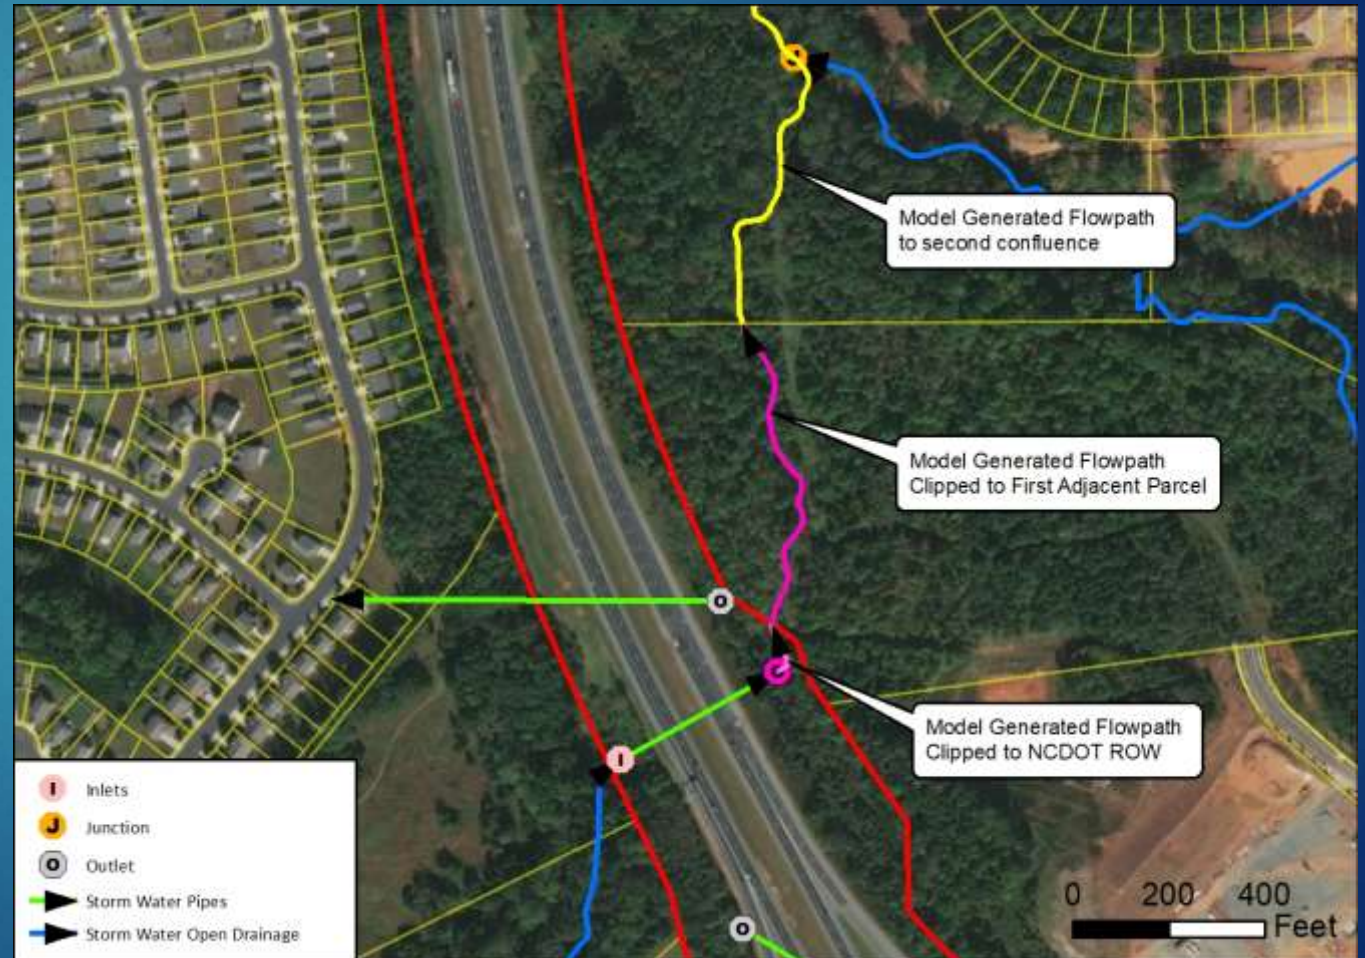 Model Generated Flowpath
to second confluence
Model Generated Flowpath
Clipped to First Adjacent Parcel
O
Model Generated Flowpath
Clipped to NCDOT ROW
I
I Inlets
J Junction
O Outlet
Storm Water Pipes
Storm Water Open Drainage
O
0 200 400
Feet